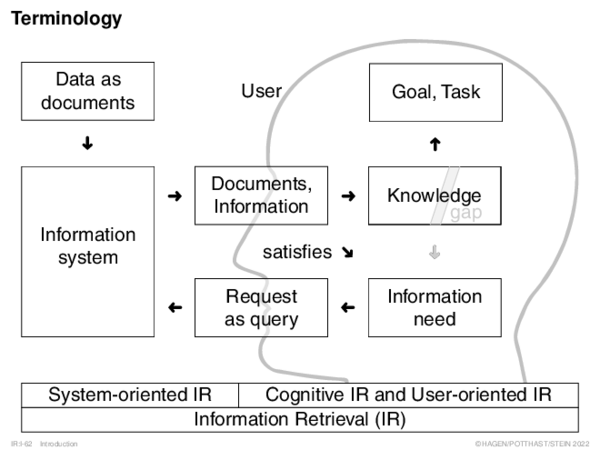 Terminology
Data as
documents
User
Goal, Task
Information
system
Documents,
Information
Knowledge
gap
satisfies
Request
as query
Information
need
System-oriented IR
Cognitive IR and User-oriented IR
Information Retrieval (IR)
IR:I-62 Introduction
©HAGEN/POTTHAST/STEIN 2022